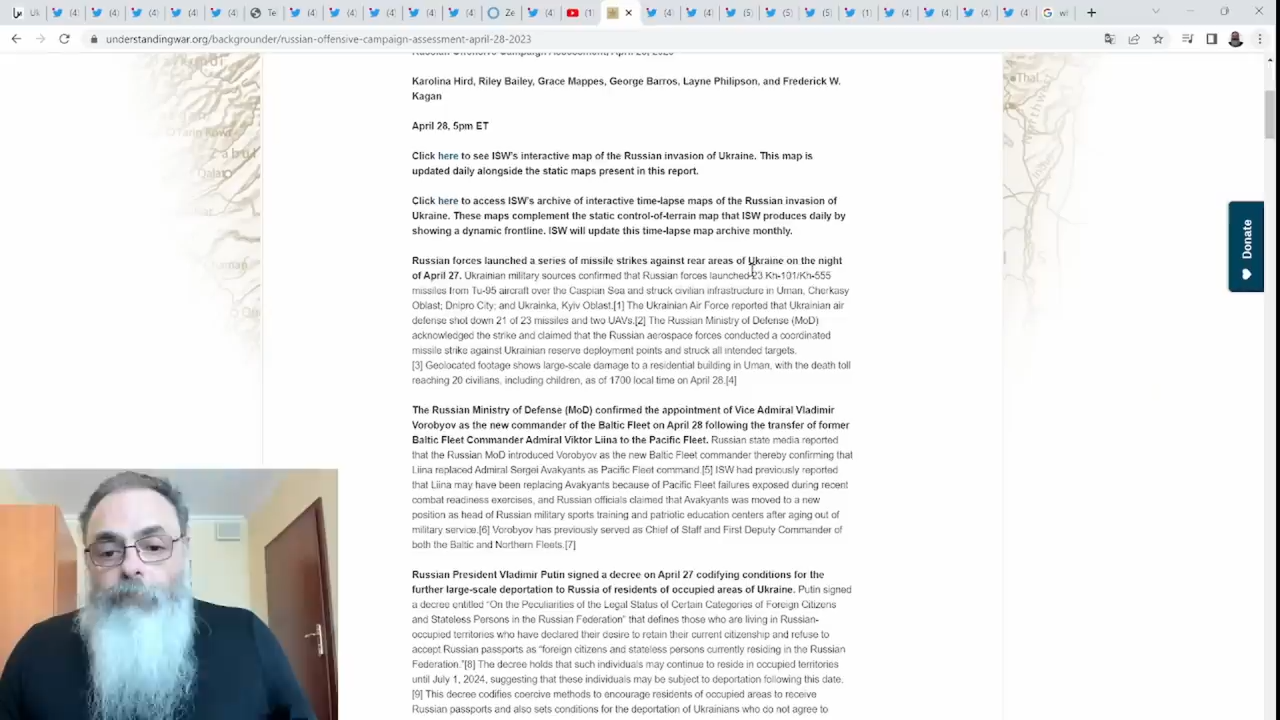 Uk (4) (4) (4) (4) (4) Te (4) (4) (4) (4) (4) Ze (4) (1) (4) (4) (5) (5) (1) (4) (4) (4) (4) wl
understandingwar.org/backgrounder/russian-offensive-campaign-assessment-april-28-2023
Karolina Hird, Riley Bailey, Grace Mappes, George Barros, Layne Philipson, and Frederick W.
Kagan
April 28, 5pm ET
Click here to see ISW's interactive map of the Russian invasion of Ukraine. This map is
updated daily alongside the static maps present in this report.
Click here to access ISW's archive of interactive time-lapse maps of the Russian invasion of
Ukraine. These maps complement the static control-of-terrain map that ISW produces daily by
showing a dynamic frontline. ISW will update this time-lapse map archive monthly.
Russian forces launched a series of missile strikes against rear areas of Ukraine on the night
of April 27. Ukrainian military sources confirmed that Russian forces launched 23 Kh-101/Kh-555
missiles from Tu-95 aircraft over the Caspian Sea and struck civilian infrastructure in Uman, Cherkasy
Oblast; Dnipro City; and Ukrainka, Kyiv Oblast.[1] The Ukrainian Air Force reported that Ukrainian air
defense shot down 21 of 23 missiles and two UAVs.[2] The Russian Ministry of Defense (MoD)
acknowledged the strike and claimed that the Russian aerospace forces conducted a coordinated
missile strike against Ukrainian reserve deployment points and struck all intended targets.
[3] Geolocated footage shows large-scale damage to a residential building in Uman, with the death toll
reaching 20 civilians, including children, as of 1700 local time on April 28.[4]
The Russian Ministry of Defense (MoD) confirmed the appointment of Vice Admiral Vladimir
Vorobyov as the new commander of the Baltic Fleet on April 28 following the transfer of former
Baltic Fleet Commander Admiral Viktor Liina to the Pacific Fleet. Russian state media reported
that the Russian MoD introduced Vorobyov as the new Baltic Fleet commander thereby confirming that
Liina replaced Admiral Sergei Avakyants as Pacific Fleet command.[5] ISW had previously reported
that Liina may have been replacing Avakyants because of Pacific Fleet failures exposed during recent
combat readiness exercises, and Russian officials claimed that Avakyants was moved to a new
position as head of Russian military sports training and patriotic education centers after aging out of
military service.[6] Vorobyov has previously served as Chief of Staff and First Deputy Commander of
both the Baltic and Northern Fleets.[7]
Russian President Vladimir Putin signed a decree on April 27 codifying conditions for the
further large-scale deportation to Russia of residents of occupied areas of Ukraine. Putin signed
a decree entitled "On the Peculiarities of the Legal Status of Certain Categories of Foreign Citizens
and Stateless Persons in the Russian Federation" that defines those who are living in Russian-
occupied territories who have declared their desire to retain their current citizenship and refuse to
accept Russian passports as "foreign citizens and stateless persons currently residing in the Russian
Federation."[8] The decree holds that such individuals may continue to reside in occupied territories
until July 1, 2024, suggesting that these individuals may be subject to deportation following this date.
[9] This decree codifies coercive methods to encourage residents of occupied areas to receive
Russian passports and also sets conditions for the deportation of Ukrainians who do not agree to
Donate